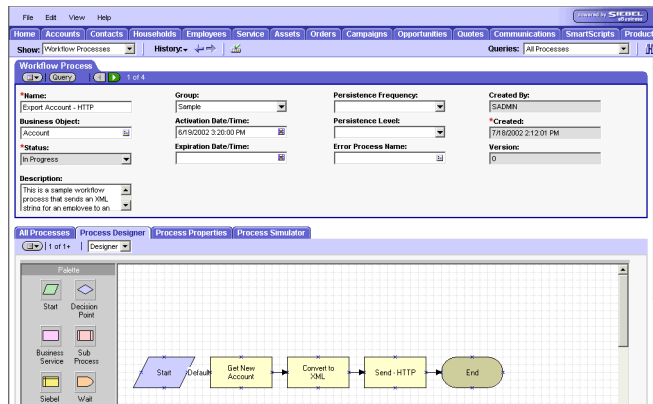 File Edit View Help
powered by SIEBEL
eBusiness
Home Accounts Contacts Households Employees Service Assets Orders Campaigns Opportunities Quotes Communications SmartScripts Product
Show: Workflow Processes History: Queries: All Processes
Workflow Process
Query 1 of 4
*Name: Group: Persistence Frequency: Created By:
Export Account - HTTP Sample SADMIN
Business Object: Activation Date/Time: Persistence Level: *Created:
Account 6/19/2002 3:20:00 PM 7/18/2002 2:12:01 PM
*Status: Expiration Date/Time: Error Process Name: Version:
In Progress 0
Description:
This is a sample workflow
process that sends an XML
string for an employee to an
All Processes Process Designer Process Properties Process Simulator
1 of 1+ Designer
Palette
Start Decision Point
Business Service Sub Process
Siebel Wait
Start Default Get New Account Convert to XML Send - HTTP End